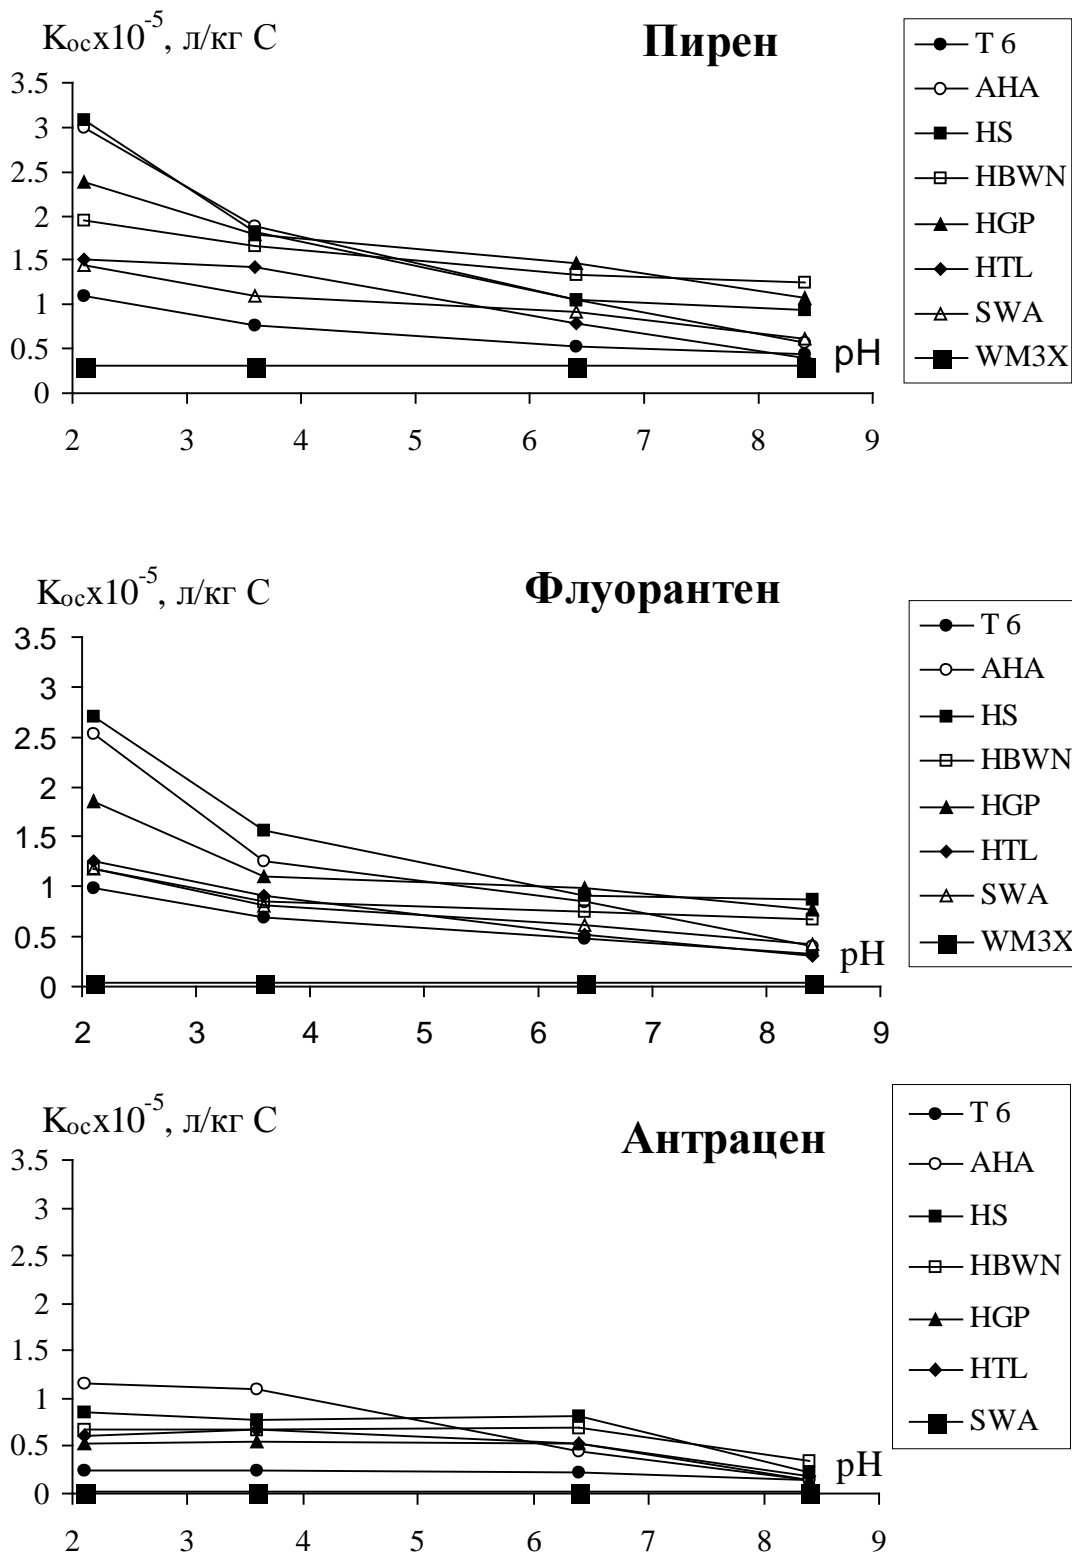 Kocx10-5, л/кг С
Пирен
3.5
3
2.5
2
1.5
1
0.5
0
2 3 4 5 6 7 8 9
pH
T 6
AHA
HS
HBWN
HGP
HTL
SWA
WM3X
Kocx10-5, л/кг С
Флуорантен
3.5
3
2.5
2
1.5
1
0.5
0
2 3 4 5 6 7 8 9
pH
T 6
AHA
HS
HBWN
HGP
HTL
SWA
WM3X
Kocx10-5, л/кг С
Антрацен
3.5
3
2.5
2
1.5
1
0.5
0
2 3 4 5 6 7 8 9
pH
T 6
AHA
HS
HBWN
HGP
HTL
SWA